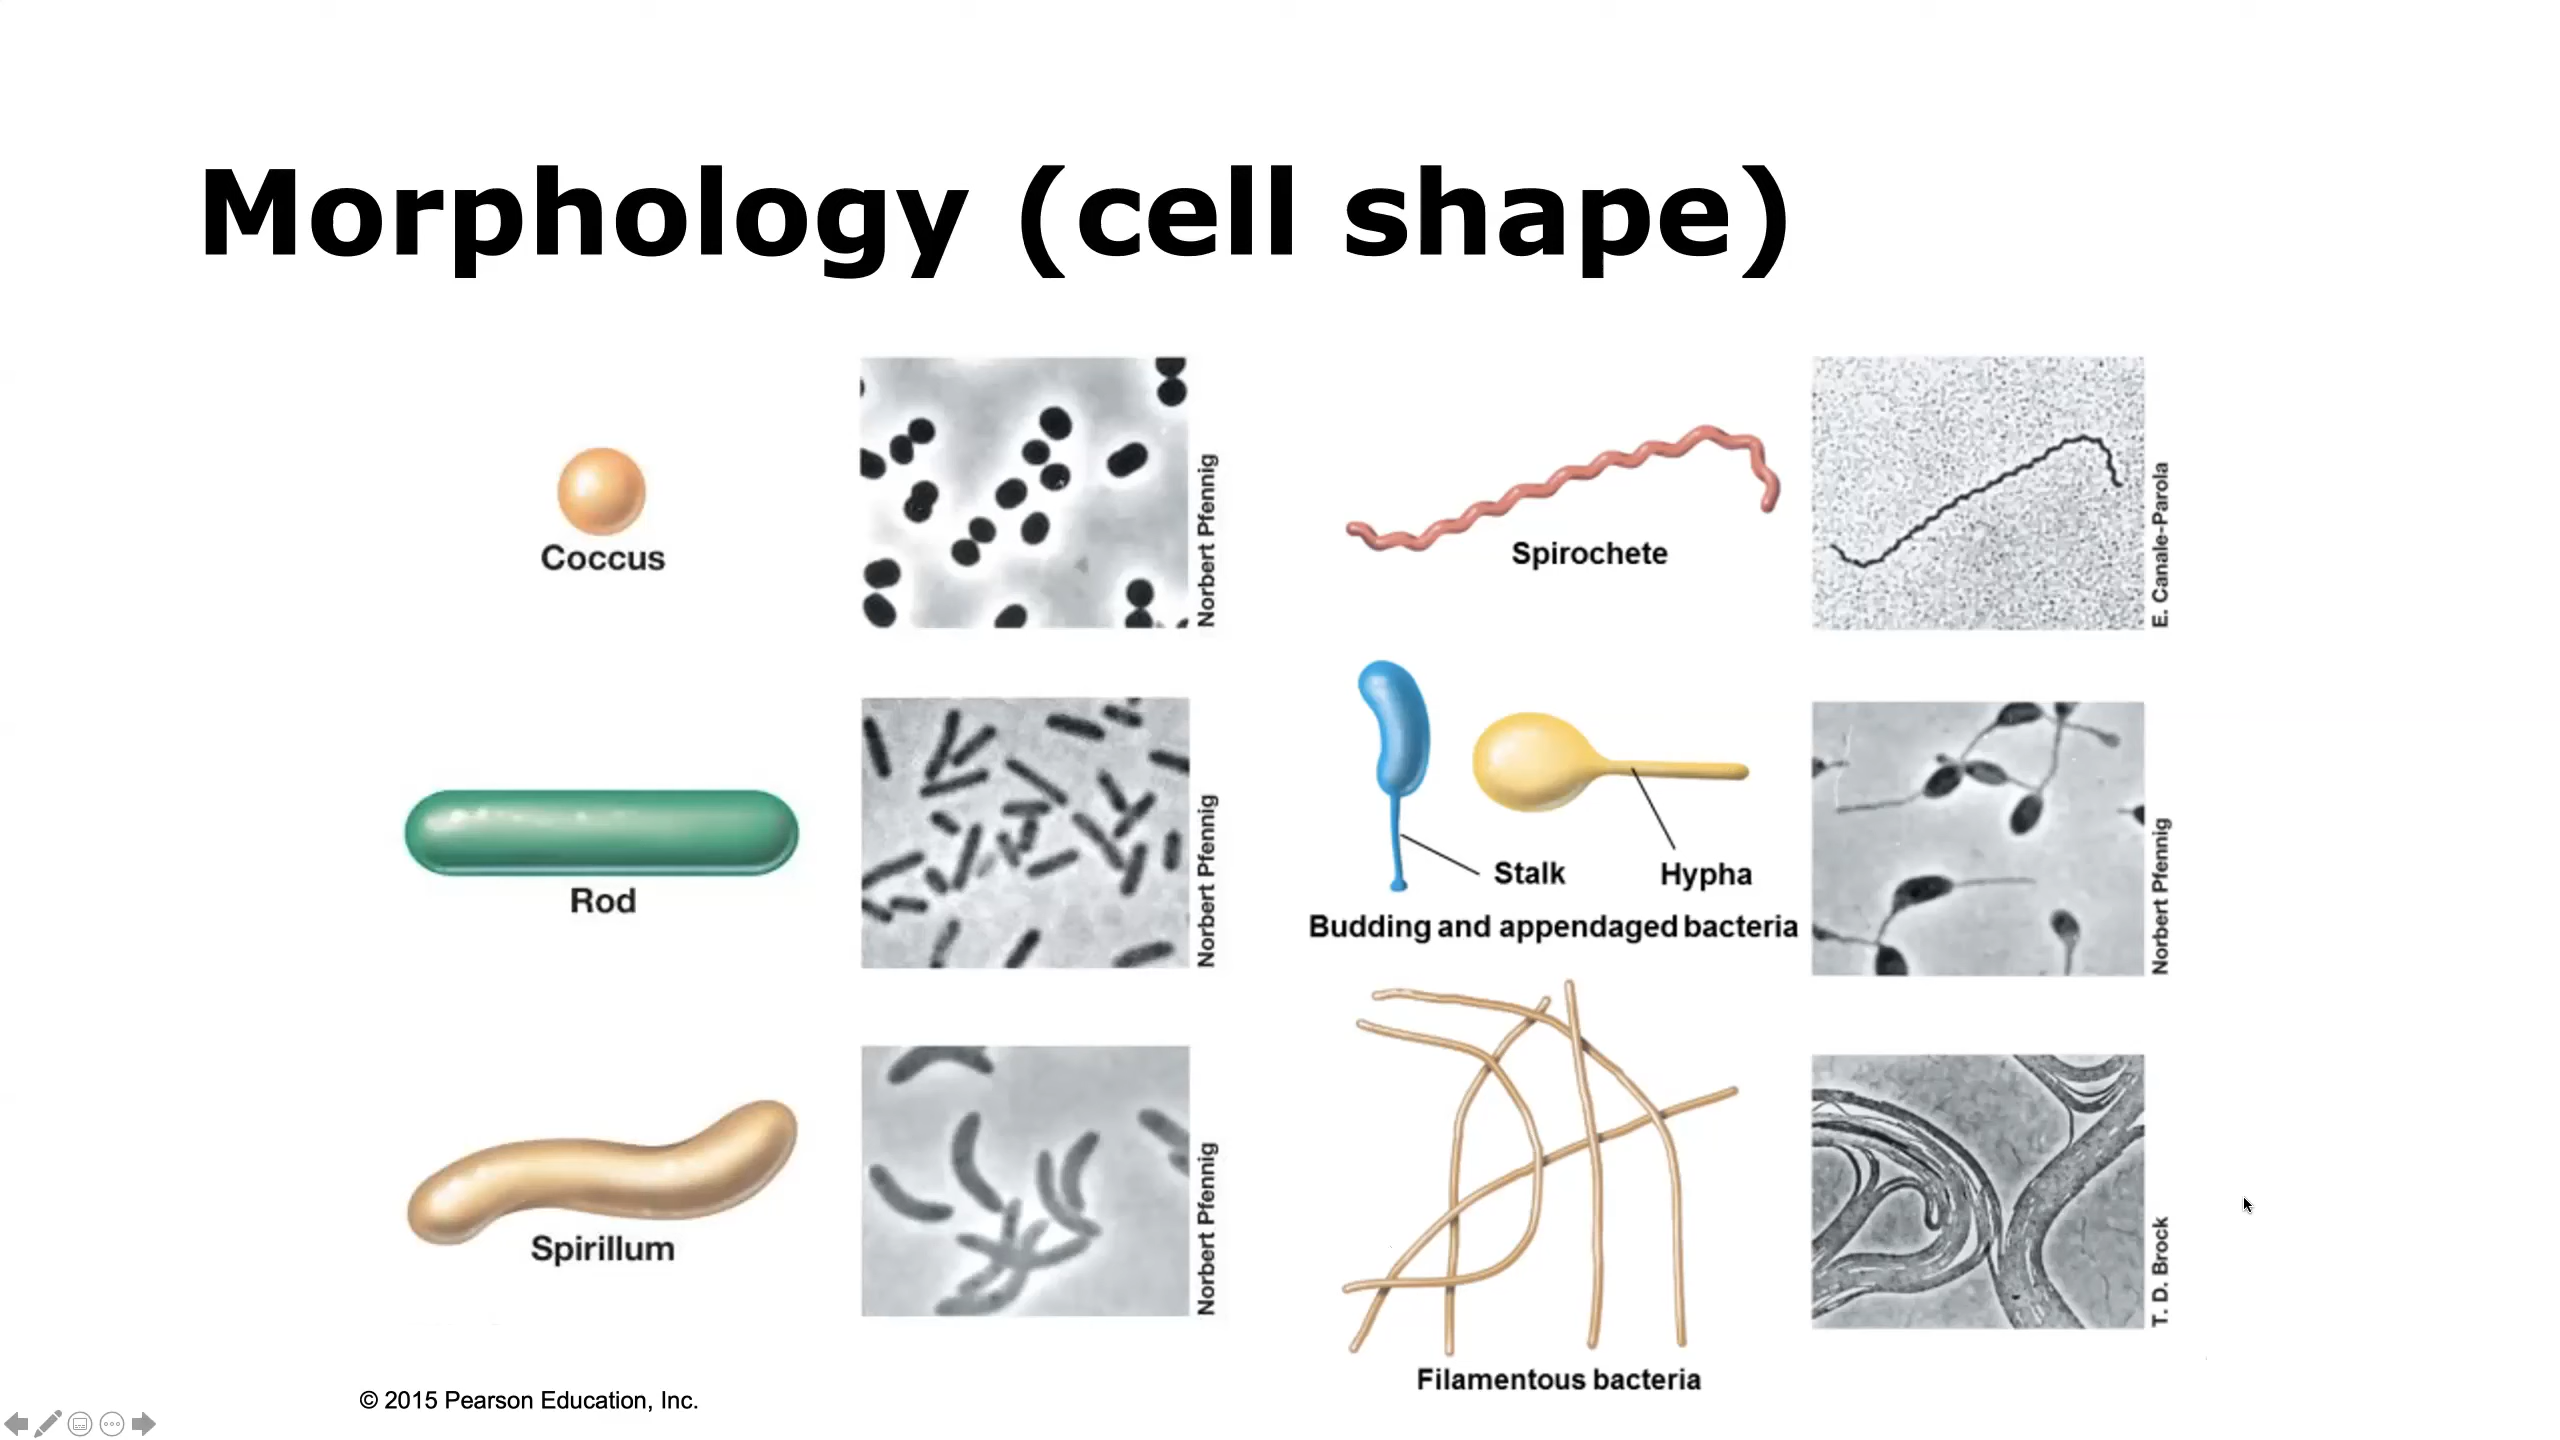 Morphology (cell shape)
Coccus
Norbert Pfennig
Rod
Norbert Pfennig
Spirillum
Norbert Pfennig
Spirochete
E. Canale-Parola
Stalk
Hypha
Budding and appendaged bacteria
Norbert Pfennig
Filamentous bacteria
T. D. Brock
© 2015 Pearson Education, Inc.